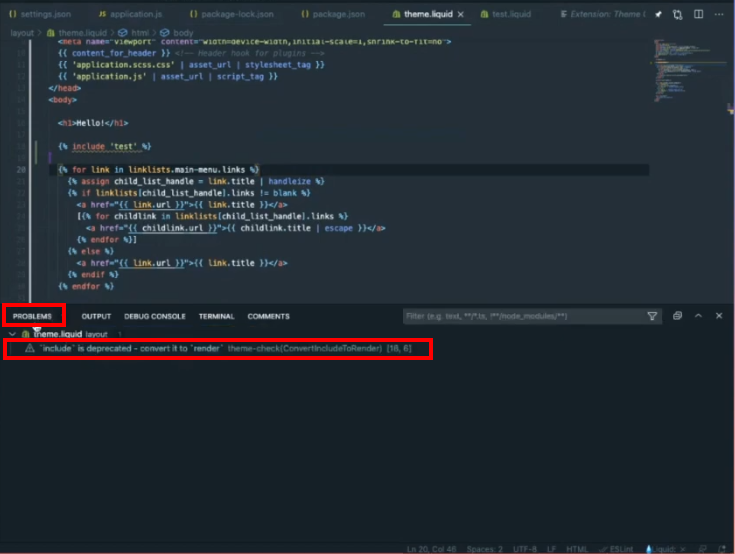 settings.json
application.js
package-lock.json
package.json
theme.liquid
test.liquid
Extension: Theme
layout > theme.liquid > html > body
<meta name="viewport" content="width=device-width,initial-scale=1,shrink-to-fit=no">
{{ content_for_header }} <!-- Header hook for plugins -->
{{ 'application.scss.css' | asset_url | stylesheet_tag }}
{{ 'application.js' | asset_url | script_tag }}
</head>
<body>
<h1>Hello!</h1>
{% include 'test' %}
20 {% for link in linklists.main-menu.links %}
{% assign child_list_handle = link.title | handleize %}
{% if linklists[child_list_handle].links != blank %}
<a href="{{ link.url }}">{{ link.title }}</a>
[{% for childlink in linklists[child_list_handle].links %}
<a href="{{ childlink.url }}">{{ childlink.title | escape }}</a>
{% endfor %}]
{% else %}
<a href="{{ link.url }}">{{ link.title }}</a>
{% endif %}
{% endfor %}
PROBLEMS OUTPUT DEBUG CONSOLE TERMINAL COMMENTS
Filter (e.g. text, **/*.ts, !**/node_modules/**)
theme.liquid layout 1
`include` is deprecated - convert it to `render` theme-check(ConvertIncludeToRender) [18, 6]
Ln 20, Col 46 Spaces: 2 UTF-8 LF HTML ESLint Liquid